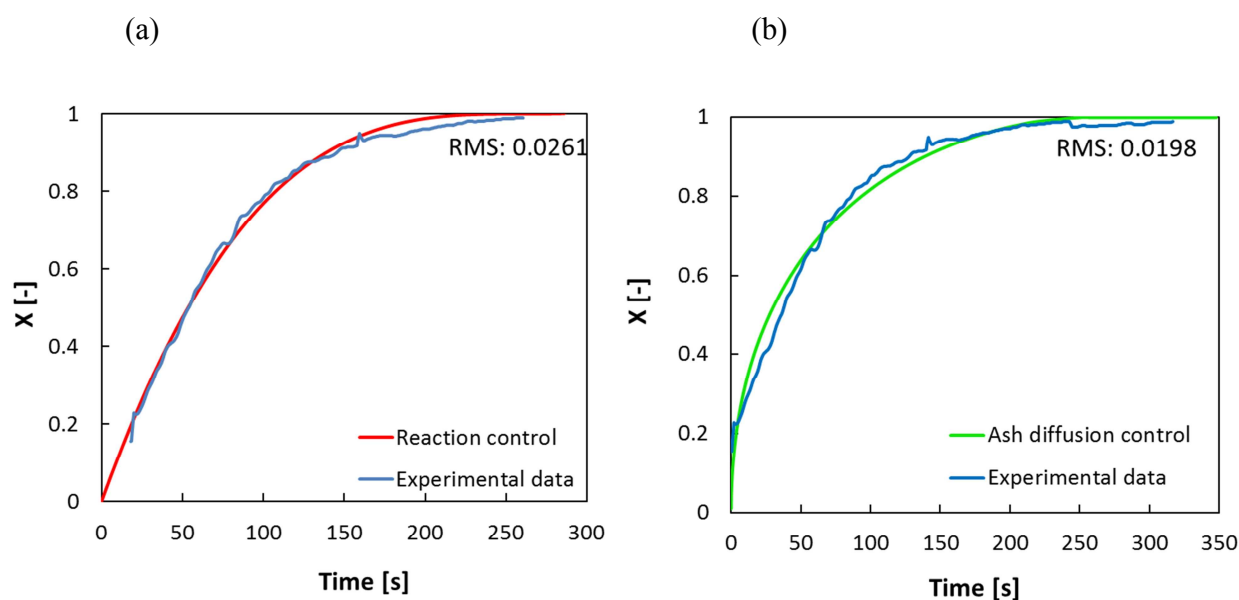 (a)
1
0.8
0.6
0.4
0.2
0
X [-]
RMS: 0.0261
Reaction control
Experimental data
0 50 100 150 200 250 300
Time [s]
(b)
1
0.8
0.6
0.4
0.2
0
X [-]
RMS: 0.0198
Ash diffusion control
Experimental data
0 50 100 150 200 250 300 350
Time [s]